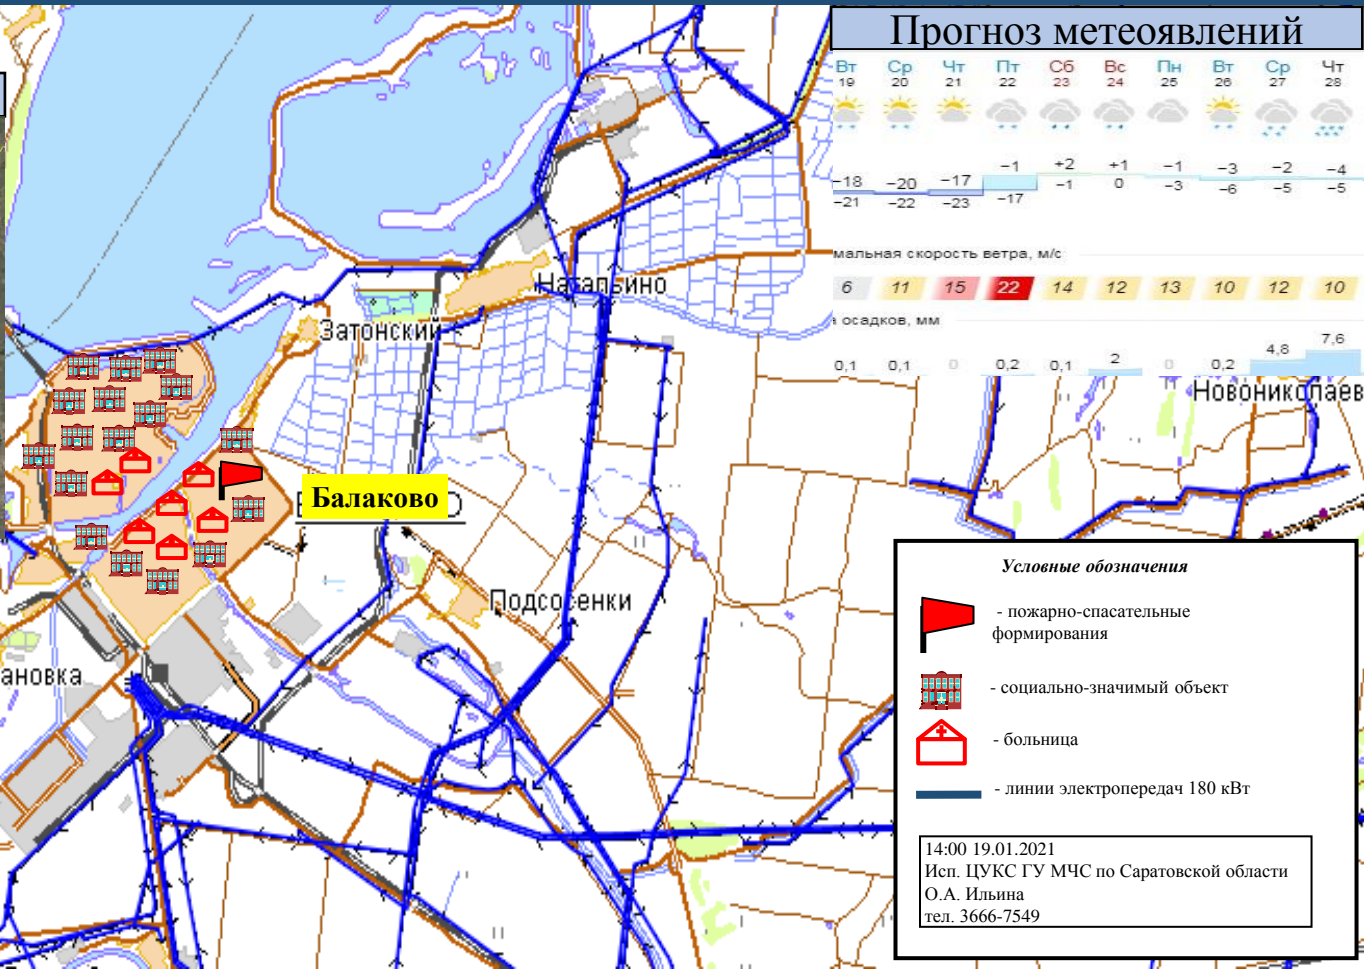 Прогноз метеоявлений
Вт Ср Чт Пт Сб Вс Пн Вт Ср Чт
19 20 21 22 23 24 25 26 27 28
−18 −20 −17 −1 +2 +1 −1 −3 −2 −4
−21 −22 −23 −17 −1 0 −3 −6 −5 −5
мальная скорость ветра, м/с
6 11 15 22 14 12 13 10 12 10
осадков, мм
0,1 0,1 0 0,2 0,1 2 0 0,2 4,8 7,6
Натальино
Затонский
Новониколаев
Балаково
Подсосенки
ановка
Условные обозначения
- пожарно-спасательные
формирования
- социально-значимый объект
- больница
- линии электропередач 180 кВт
14:00 19.01.2021
Исп. ЦУКС ГУ МЧС по Саратовской области
О.А. Ильина
тел. 3666-7549